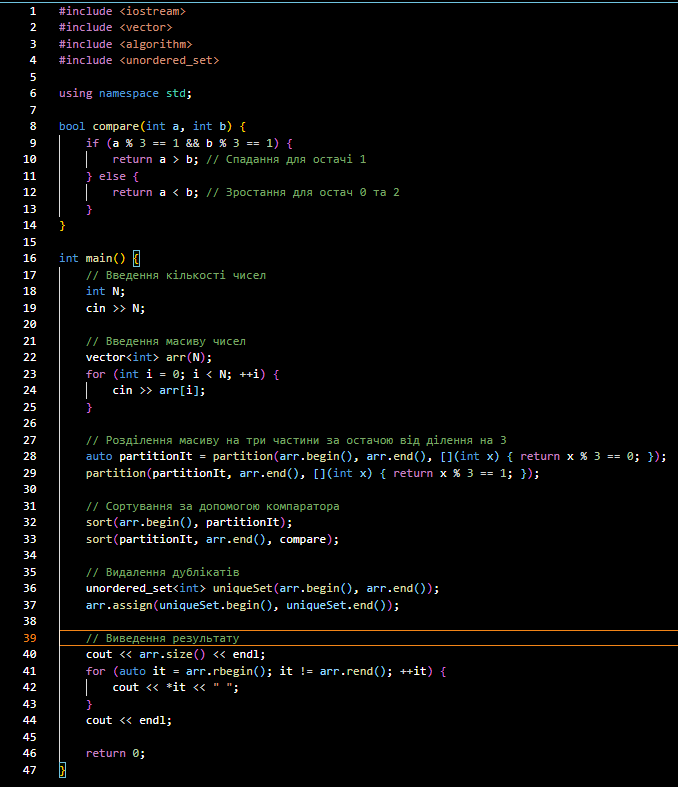 1 #include <iostream>
2 #include <vector>
3 #include <algorithm>
4 #include <unordered_set>
5
6 using namespace std;
7
8 bool compare(int a, int b) {
9     if (a % 3 == 1 && b % 3 == 1) {
10         return a > b; // Спадання для остачі 1
11     } else {
12         return a < b; // Зростання для остач 0 та 2
13     }
14 }
15
16 int main() {
17     // Введення кількості чисел
18     int N;
19     cin >> N;
20
21     // Введення масиву чисел
22     vector<int> arr(N);
23     for (int i = 0; i < N; ++i) {
24         cin >> arr[i];
25     }
26
27     // Розділення масиву на три частини за остачою від ділення на 3
28     auto partitionIt = partition(arr.begin(), arr.end(), [](int x) { return x % 3 == 0; });
29     partition(partitionIt, arr.end(), [](int x) { return x % 3 == 1; });
30
31     // Сортування за допомогою компаратора
32     sort(arr.begin(), partitionIt);
33     sort(partitionIt, arr.end(), compare);
34
35     // Видалення дублікатів
36     unordered_set<int> uniqueSet(arr.begin(), arr.end());
37     arr.assign(uniqueSet.begin(), uniqueSet.end());
38
39     // Виведення результату
40     cout << arr.size() << endl;
41     for (auto it = arr.rbegin(); it != arr.rend(); ++it) {
42         cout << *it << " ";
43     }
44     cout << endl;
45
46     return 0;
47 }